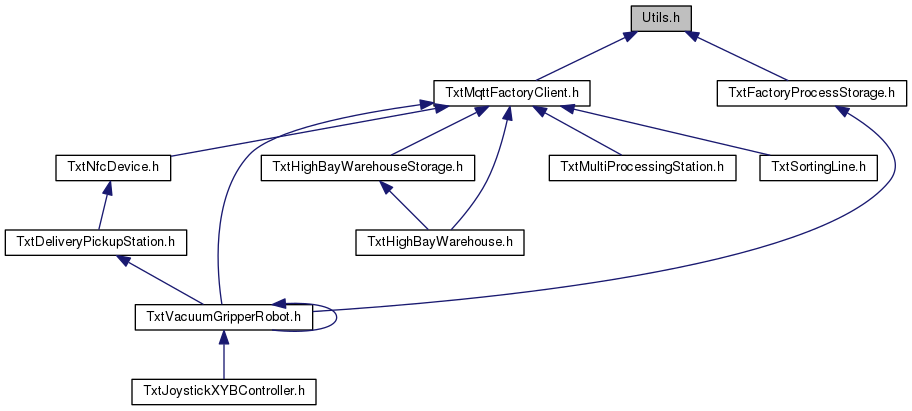 Utils.h
TxtMqttFactoryClient.h
TxtFactoryProcessStorage.h
TxtNfcDevice.h
TxtHighBayWarehouseStorage.h
TxtMultiProcessingStation.h
TxtSortingLine.h
TxtDeliveryPickupStation.h
TxtHighBayWarehouse.h
TxtVacuumGripperRobot.h
TxtJoystickXYBController.h